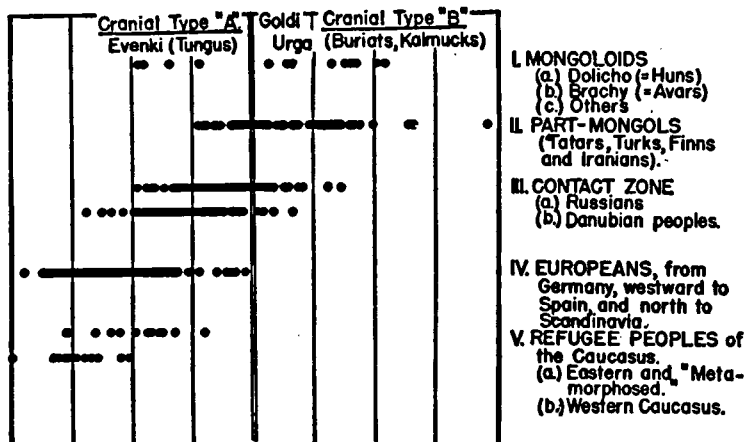 Cranial Type "A"
Goldi
Cranial Type "B"
Evenki (Tungus)
Urga
(Buriats, Kalmucks)
I. MONGOLOIDS
(a.) Dolicho (=Huns)
(b.) Brachy (=Avars)
(c.) Others
II. PART-MONGOLS
(Tatars, Turks, Finns
and Iranians).
III. CONTACT ZONE
(a.) Russians
(b.) Danubian peoples.
IV. EUROPEANS, from
Germany, westward to
Spain, and north to
Scandinavia.
V. REFUGEE PEOPLES of
the Caucasus.
(a.) Eastern and "Meta-
morphosed."
(b.) Western Caucasus.